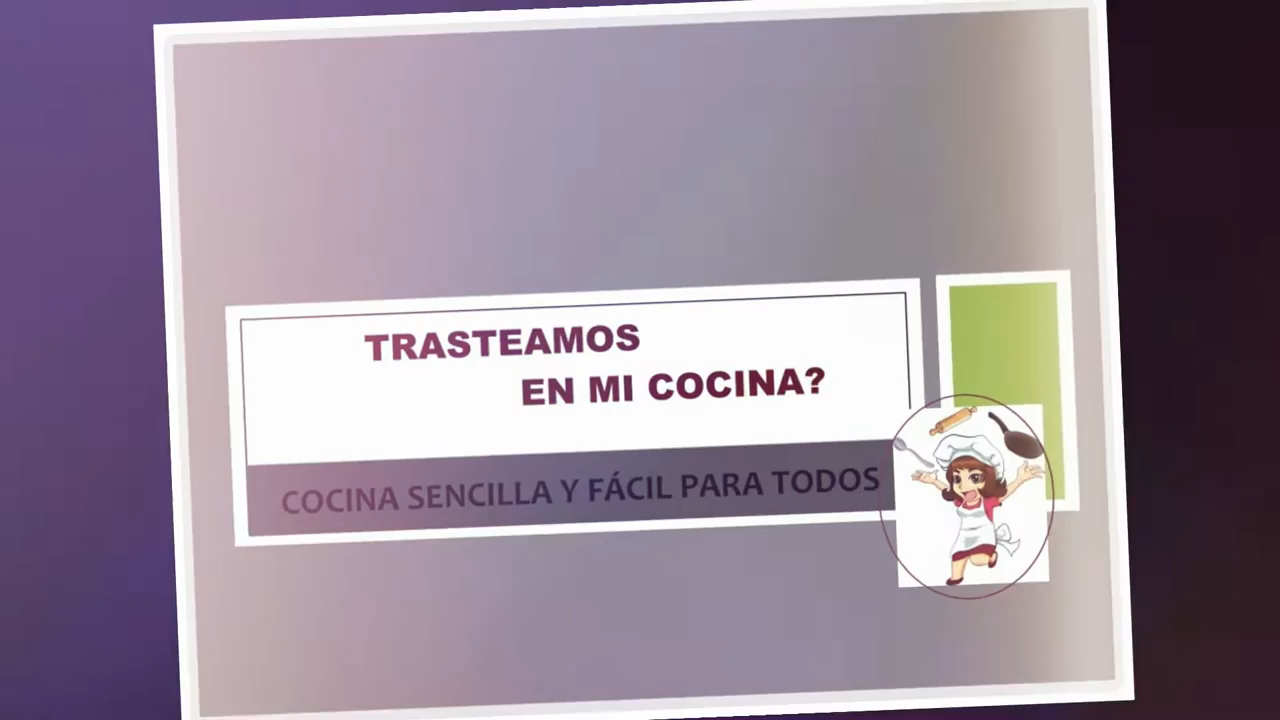 TRASTEAMOS
EN MI COCINA?
COCINA SENCILLA Y FÁCIL PARA TODOS